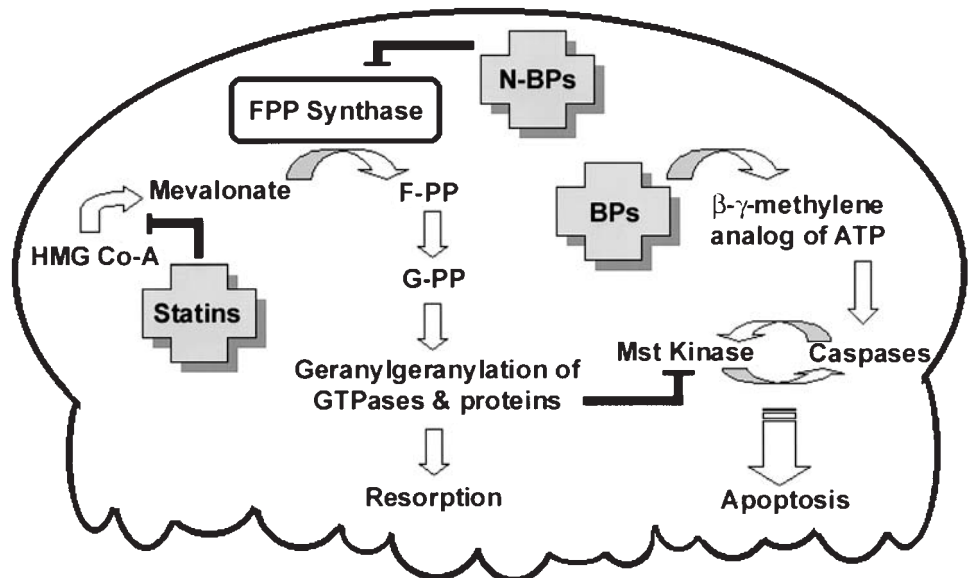 N-BPs
FPP Synthase
Mevalonate
F-PP
BPs
β-γ-methylene
analog of ATP
HMG Co-A
G-PP
Statins
Mst Kinase
Caspases
Geranylgeranylation of
GTPases & proteins
Resorption
Apoptosis